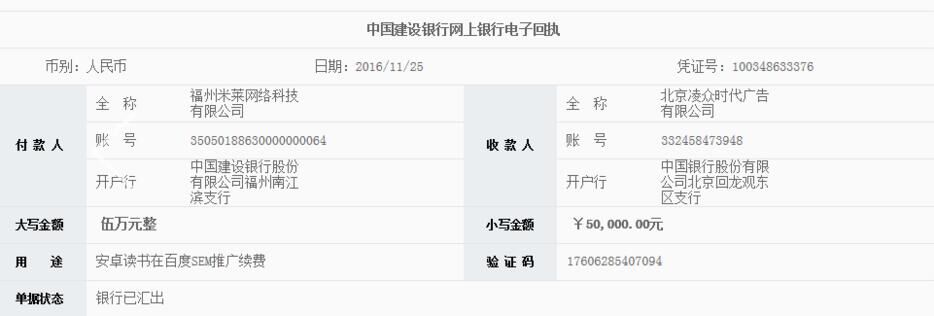 中国建设银行网上银行电子回执
币别：人民币 日期：2016/11/25 凭证号：100348633376
付款人 全 称 福州米莱网络科技
有限公司
账 号 35050188630000000064
开户行 中国建设银行股份
有限公司福州南江
滨支行
收款人 全 称 北京凌众时代广告
有限公司
账 号 332458473948
开户行 中国银行股份有限
公司北京回龙观东
区支行
大写金额 伍万元整 小写金额 ￥50,000.00元
用 途 安卓读书在百度SEM推广续费 验证码 17606285407094
单据状态 银行已汇出